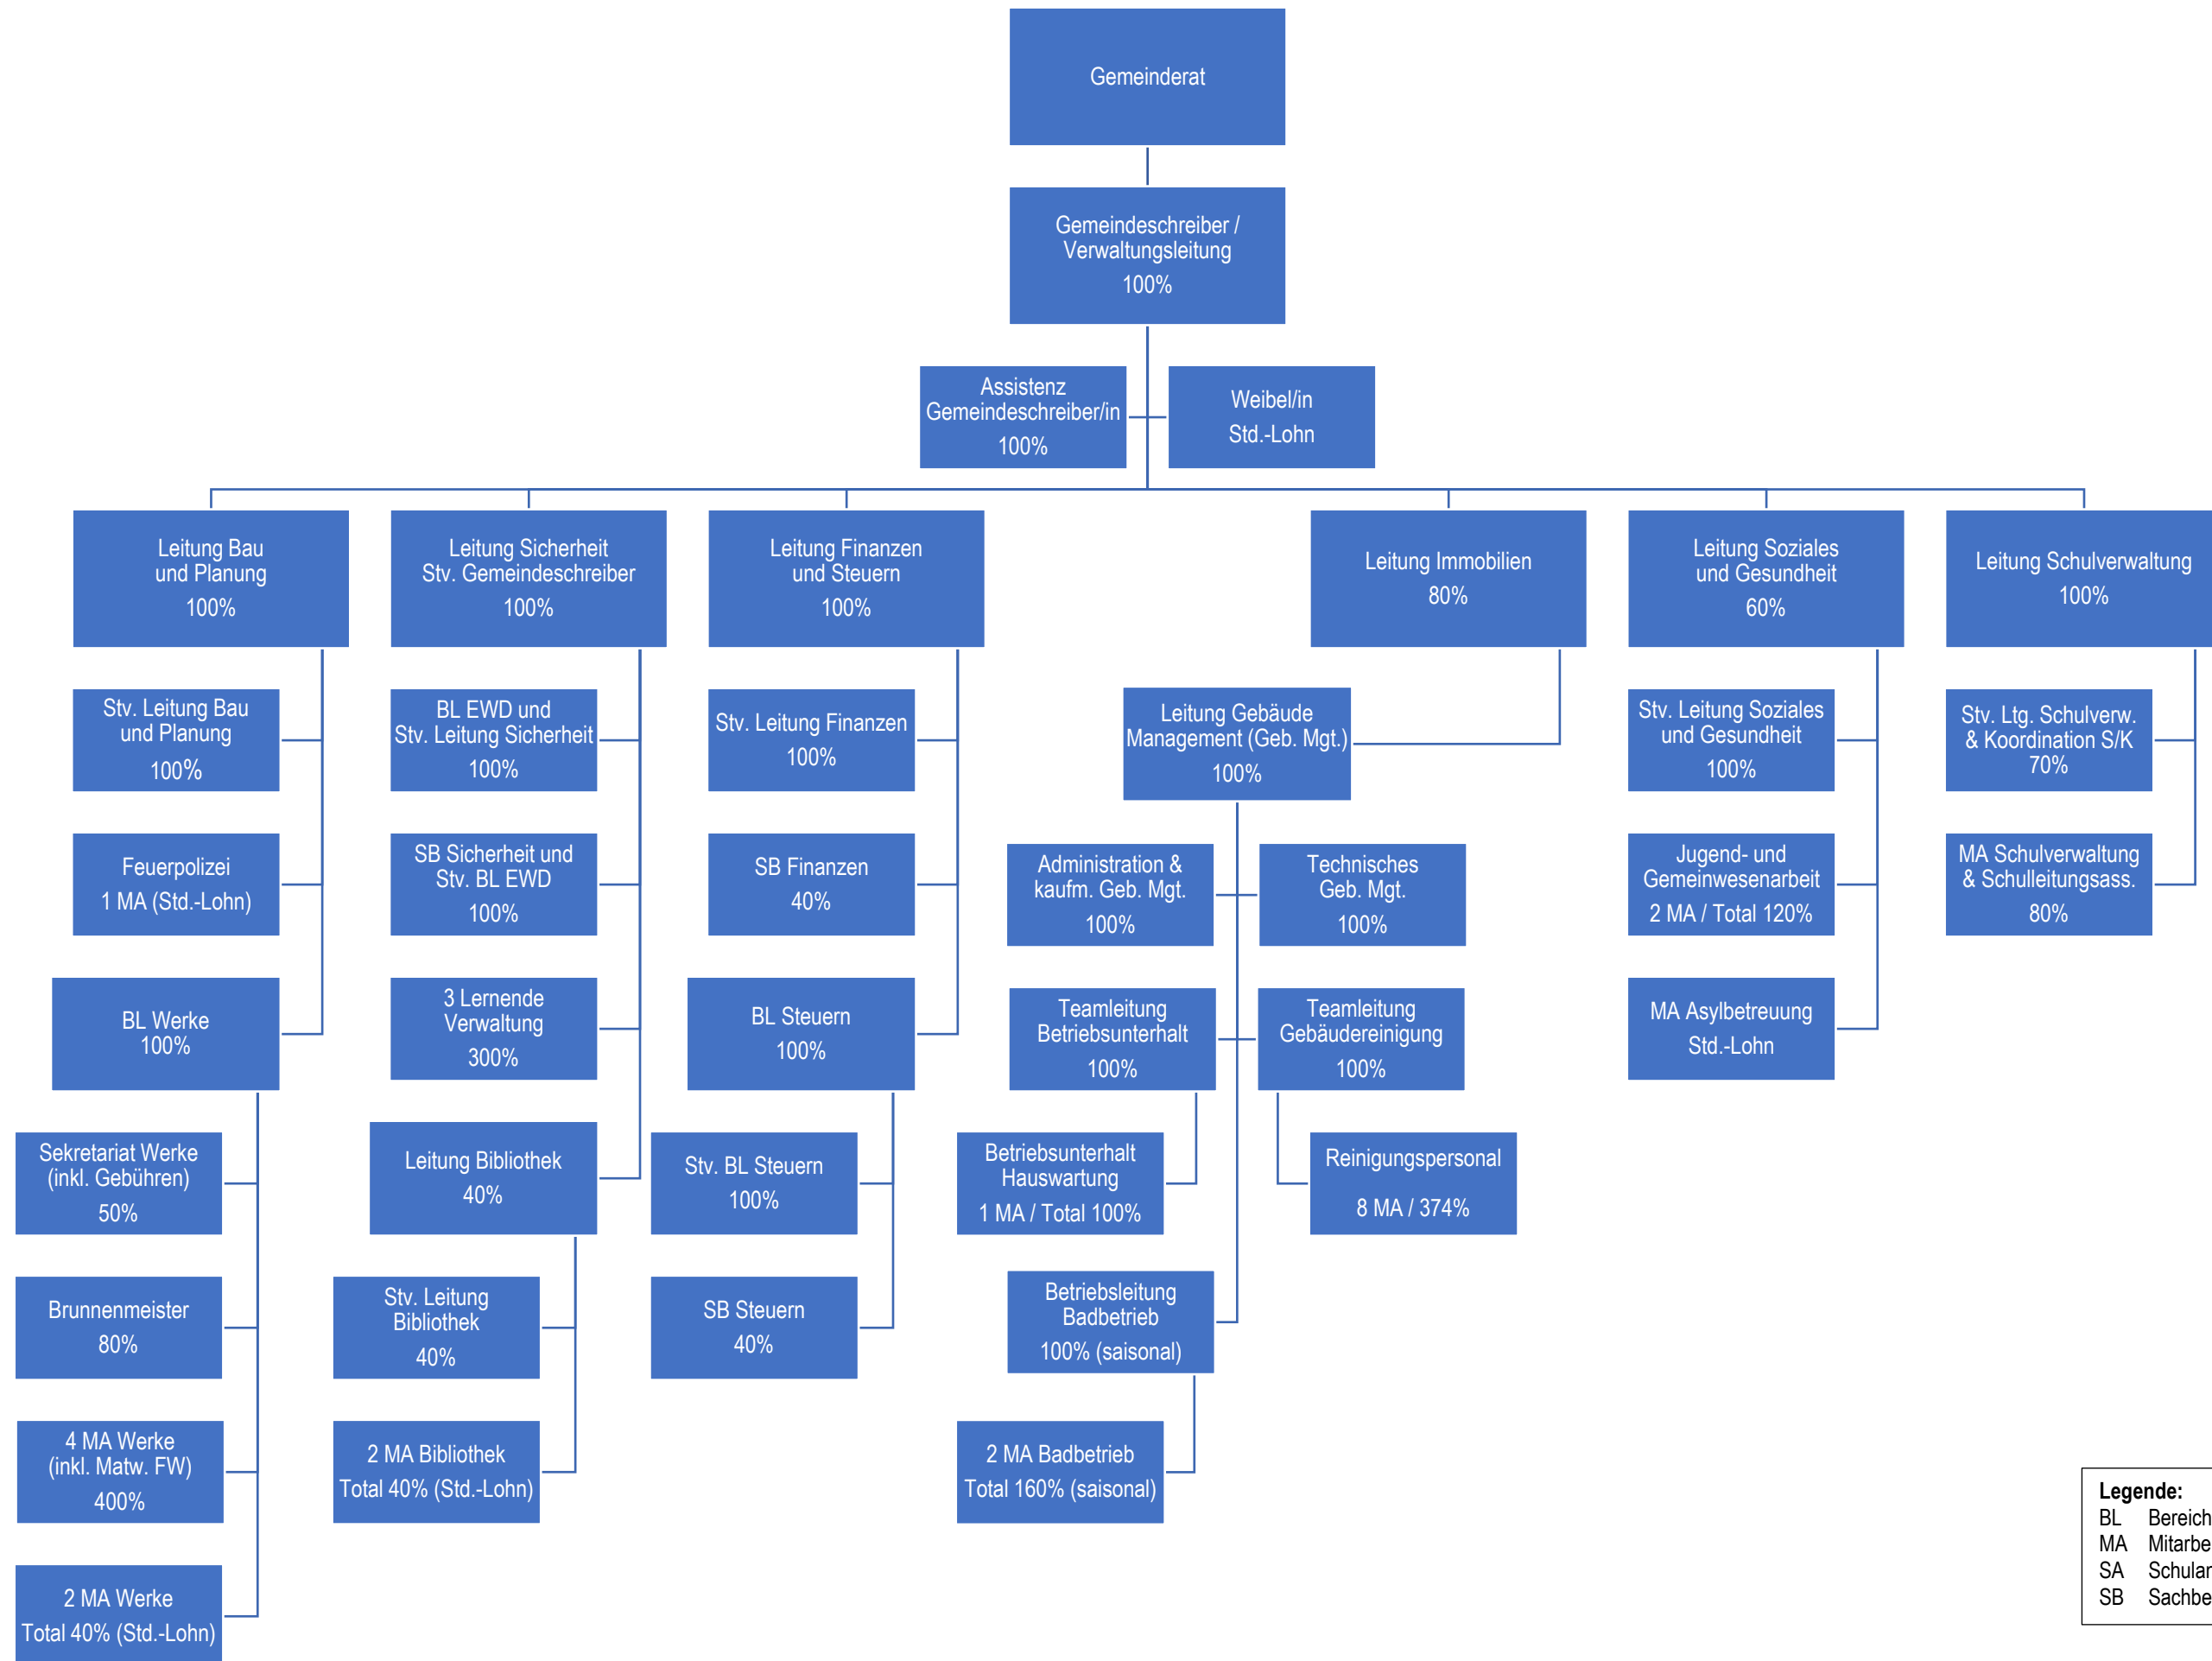 Gemeinderat
Gemeindeschreiber /
Verwaltungsleitung
100%
Assistenz
Gemeindeschreiber/in
100%
Weibel/in
Std.-Lohn
Leitung Bau
und Planung
100%
Leitung Sicherheit
Stv. Gemeindeschreiber
100%
Leitung Finanzen
und Steuern
100%
Leitung Immobilien
80%
Leitung Soziales
und Gesundheit
60%
Leitung Schulverwaltung
100%
Stv. Leitung Bau
und Planung
100%
Feuerpolizei
1 MA (Std.-Lohn)
BL Werke
100%
Sekretariat Werke
(inkl. Gebühren)
50%
Brunnenmeister
80%
4 MA Werke
(inkl. Matw. FW)
400%
2 MA Werke
Total 40% (Std.-Lohn)
BL EWD und
Stv. Leitung Sicherheit
100%
SB Sicherheit und
Stv. BL EWD
100%
3 Lernende
Verwaltung
300%
Leitung Bibliothek
40%
Stv. Leitung
Bibliothek
40%
2 MA Bibliothek
Total 40% (Std.-Lohn)
Stv. Leitung Finanzen
100%
SB Finanzen
40%
BL Steuern
100%
Stv. BL Steuern
100%
SB Steuern
40%
Leitung Gebäude
Management (Geb. Mgt.)
100%
Administration &
kaufm. Geb. Mgt.
100%
Technisches
Geb. Mgt.
100%
Teamleitung
Betriebsunterhalt
100%
Teamleitung
Gebäudereinigung
100%
Betriebsunterhalt
Hauswartung
1 MA / Total 100%
Reinigungspersonal
8 MA / 374%
Betriebsleitung
Badbetrieb
100% (saisonal)
2 MA Badbetrieb
Total 160% (saisonal)
Stv. Leitung Soziales
und Gesundheit
100%
Jugend- und
Gemeinwesenarbeit
2 MA / Total 120%
MA Asylbetreuung
Std.-Lohn
Stv. Ltg. Schulverw.
& Koordination S/K
70%
MA Schulverwaltung
& Schulleitungsass.
80%
Legende:
BL Bereich
MA Mitarbe
SA Schular
SB Sachbe